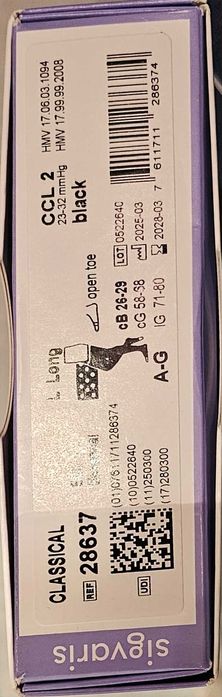 CLASSICAL
REF 28637
L Long
open toe
CCL 2
23-32 mmHg
black
HMV 17.06.03.1094
HMV 17.99.99.2008
(01)07611711286374
(10)0522640
(11)250300
(17)280300
UDI
cB 26-29
cG 58-68
lG 71-80
A-G
LOT 0522640
2025-03
2028-03
7 611711 286374
sigvaris